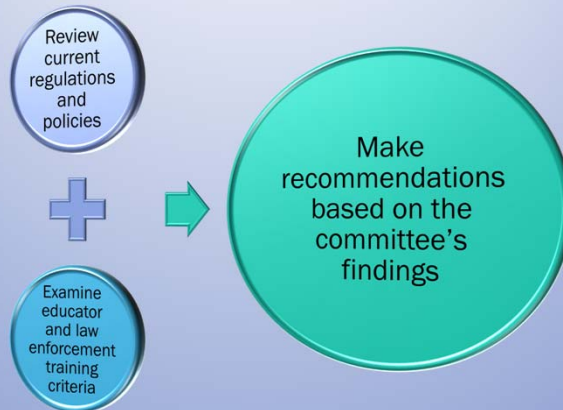 Review
current
regulations
and
policies
Examine
educator
and law
enforcement
training
criteria
Make
recommendations
based on the
committee's
findings